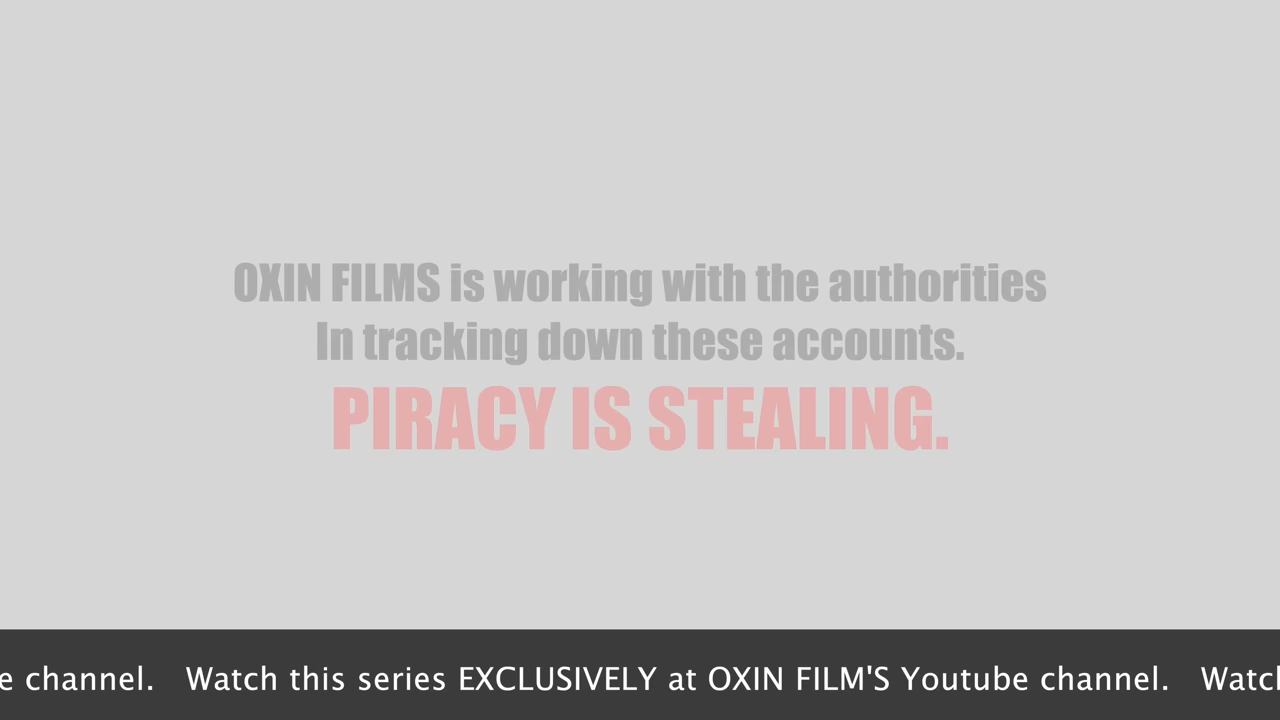 OXIN FILMS is working with the authorities
In tracking down these accounts.
PIRACY IS STEALING.
e channel. Watch this series EXCLUSIVELY at OXIN FILM'S Youtube channel. Watch